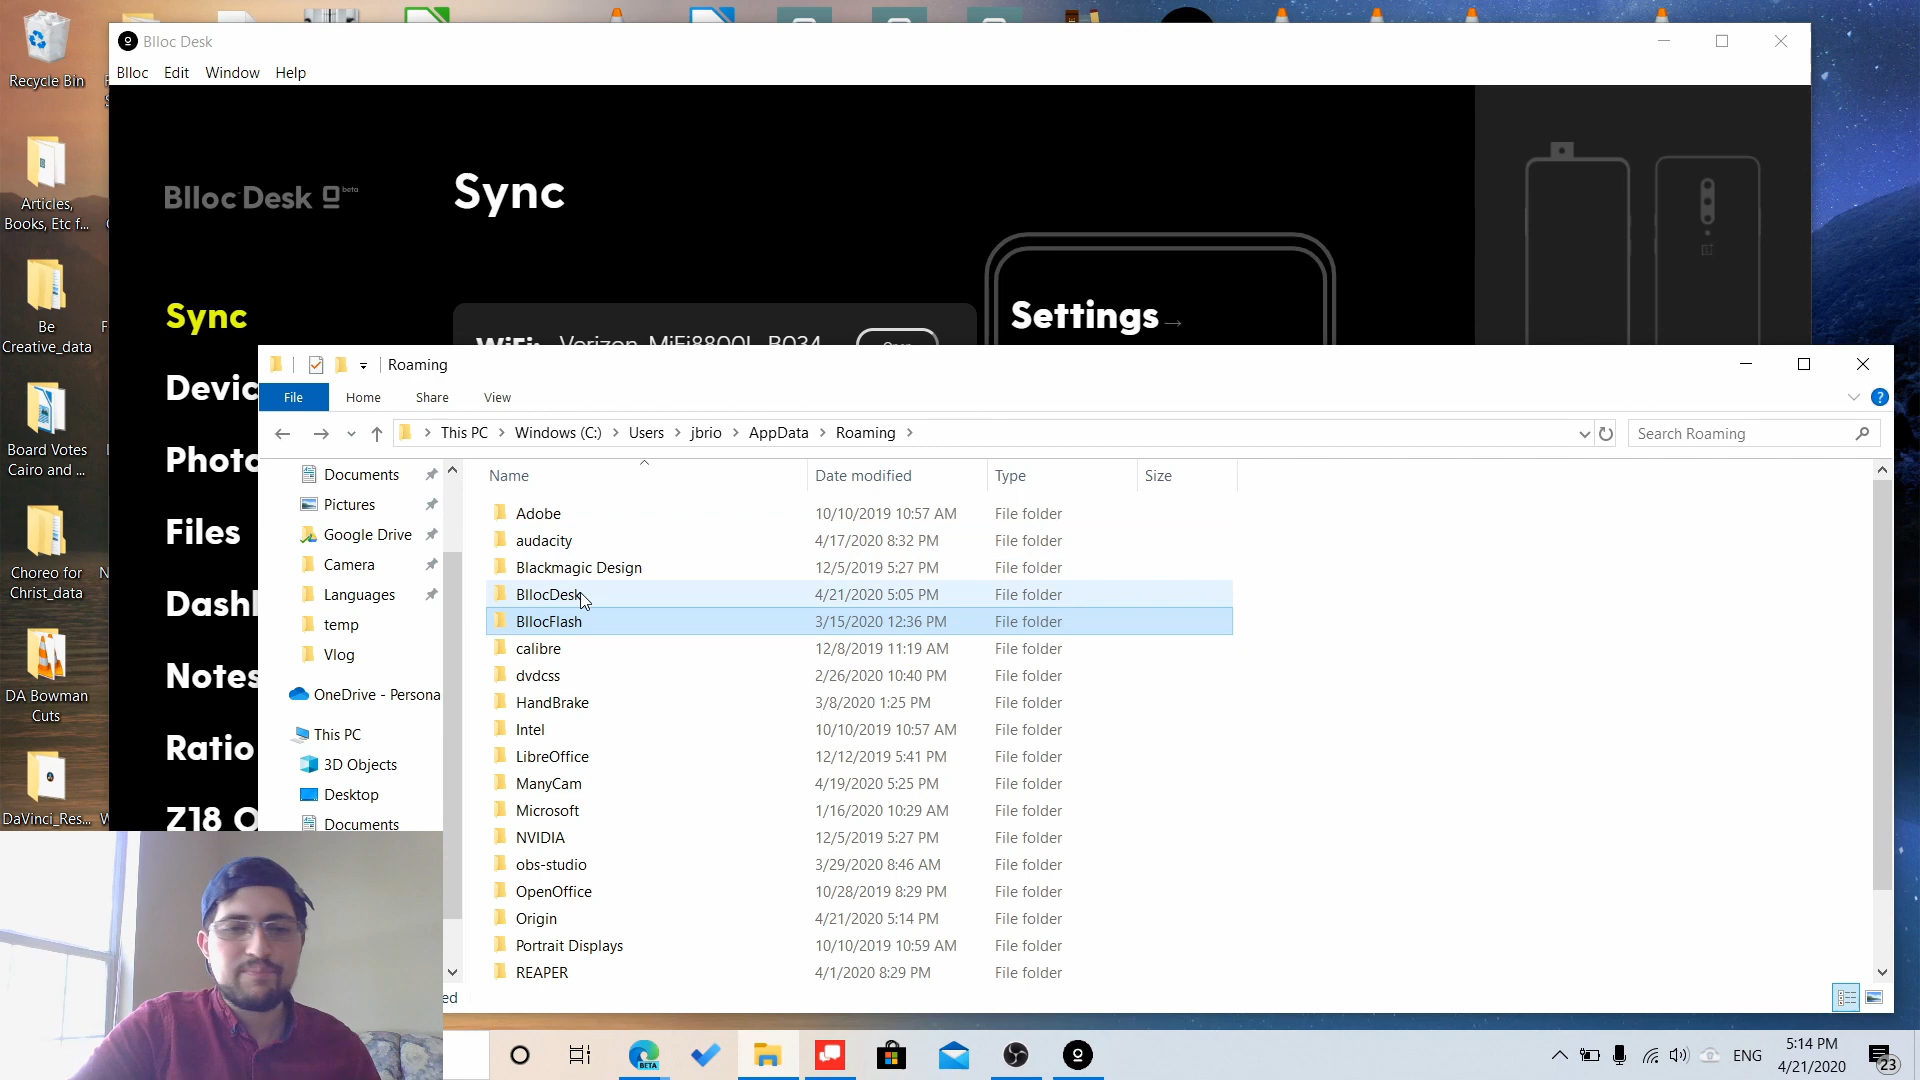 Recycle Bin
Articles,
Books, Etc f...
Be
Creative_data
Board Votes
Cairo and ...
Choreo for
Christ_data
DA Bowman
Cuts
DaVinci_Res...
Blloc Desk
Blloc Edit Window Help
Blloc Desk beta
Sync
Sync
Files
Notes
Ratio
Z18
WiFi: Verizon-MiFi8800L-B034
Settings→
Roaming
File Home Share View
This PC > Windows (C:) > Users > jbrio > AppData > Roaming >
Search Roaming
Documents
Pictures
Google Drive
Camera
Languages
temp
Vlog
OneDrive - Persona
This PC
3D Objects
Desktop
Documents
Name Date modified Type Size
Adobe 10/10/2019 10:57 AM File folder
audacity 4/17/2020 8:32 PM File folder
Blackmagic Design 12/5/2019 5:27 PM File folder
BllocDesk 4/21/2020 5:05 PM File folder
BllocFlash 3/15/2020 12:36 PM File folder
calibre 12/8/2019 11:19 AM File folder
dvdcss 2/26/2020 10:40 PM File folder
HandBrake 3/8/2020 1:25 PM File folder
Intel 10/10/2019 10:57 AM File folder
LibreOffice 12/12/2019 5:41 PM File folder
ManyCam 4/19/2020 5:25 PM File folder
Microsoft 1/16/2020 10:29 AM File folder
NVIDIA 12/5/2019 5:27 PM File folder
obs-studio 3/29/2020 8:46 AM File folder
OpenOffice 10/28/2019 8:29 PM File folder
Origin 4/21/2020 5:14 PM File folder
Portrait Displays 10/10/2019 10:59 AM File folder
REAPER 4/1/2020 8:29 PM File folder
ed
BETA
ENG
5:14 PM
4/21/2020
23